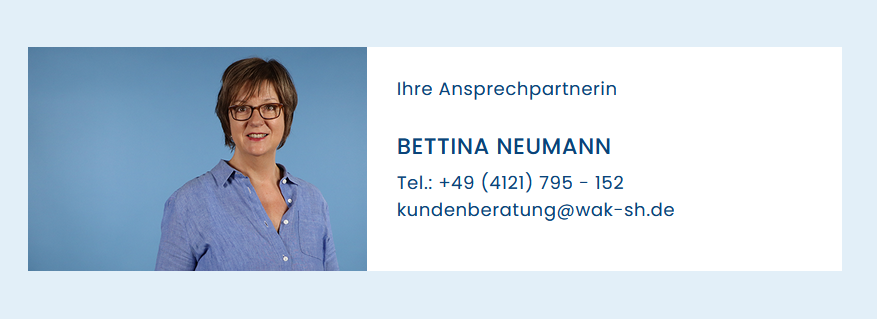 Ihre Ansprechpartnerin
BETTINA NEUMANN
Tel.: +49 (4121) 795 - 152
kundenberatung@wak-sh.de